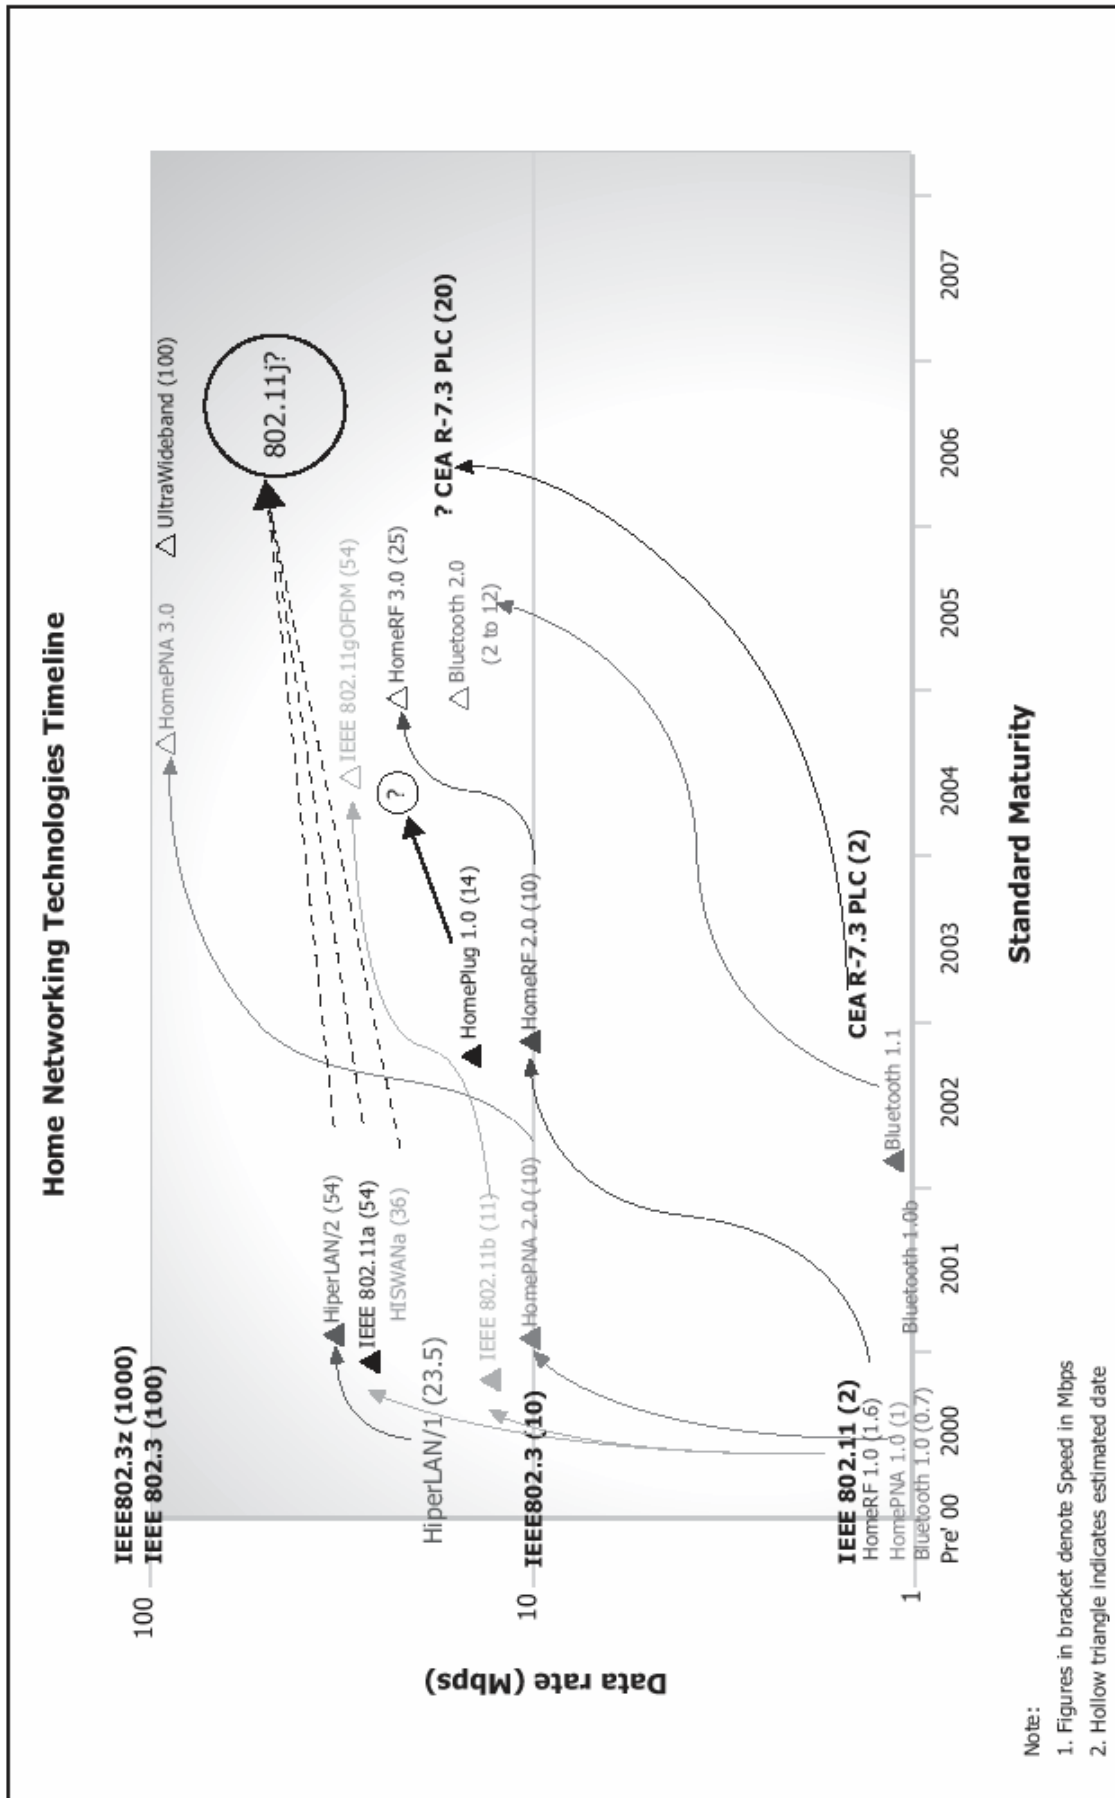 Home Networking Technologies Timeline
IEEE802.3z (1000)
IEEE 802.3 (100)
100
HomePNA 3.0
UltraWideband (100)
802.11j?
HiperLAN/2 (54)
IEEE 802.11a (54)
HISWANa (36)
IEEE 802.11gOFDM (54)
?
HomeRF 3.0 (25)
HiperLAN/1 (23.5)
? CEA R-7.3 PLC (20)
Bluetooth 2.0
(2 to 12)
HomePlug 1.0 (14)
IEEE 802.11b (11)
10
IEEE802.3 (10)
HomePNA 2.0 (10)
HomeRF 2.0 (10)
Data rate (Mbps)
IEEE 802.11 (2)
HomeRF 1.0 (1.6)
HomePNA 1.0 (1)
Bluetooth 1.0 (0.7)
CEA R-7.3 PLC (2)
Bluetooth 1.1
Bluetooth 1.0b
1
Pre' 00
2000
2001
2002
2003
2004
2005
2006
2007
Standard Maturity
Note:
1. Figures in bracket denote Speed in Mbps
2. Hollow triangle indicates estimated date